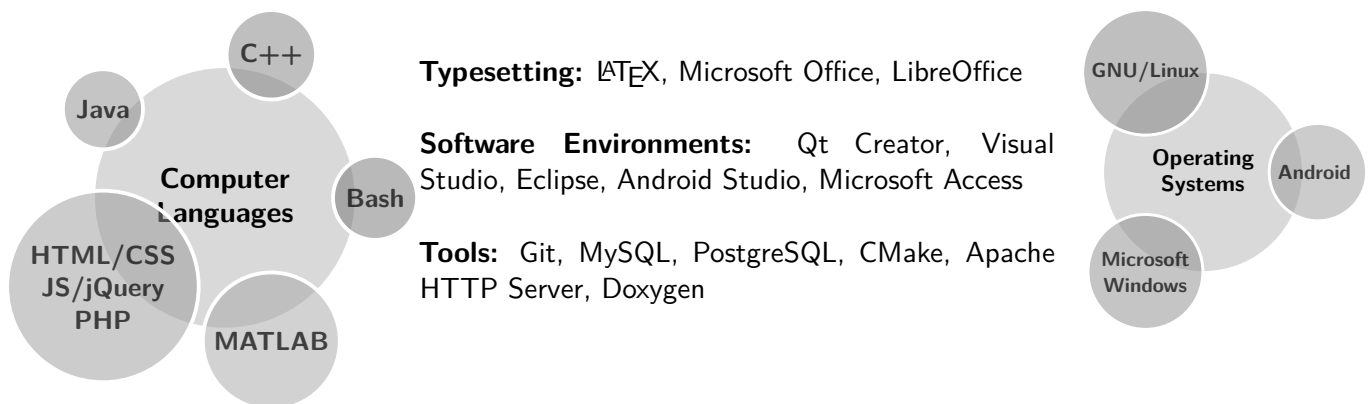 C++
Java
Computer
Languages
Bash
HTML/CSS
JS/jQuery
PHP
MATLAB
Typesetting: LATEX, Microsoft Office, LibreOffice
Software Environments: Qt Creator, Visual
Studio, Eclipse, Android Studio, Microsoft Access
Tools: Git, MySQL, PostgreSQL, CMake, Apache
HTTP Server, Doxygen
GNU/Linux
Operating
Systems
Android
Microsoft
Windows